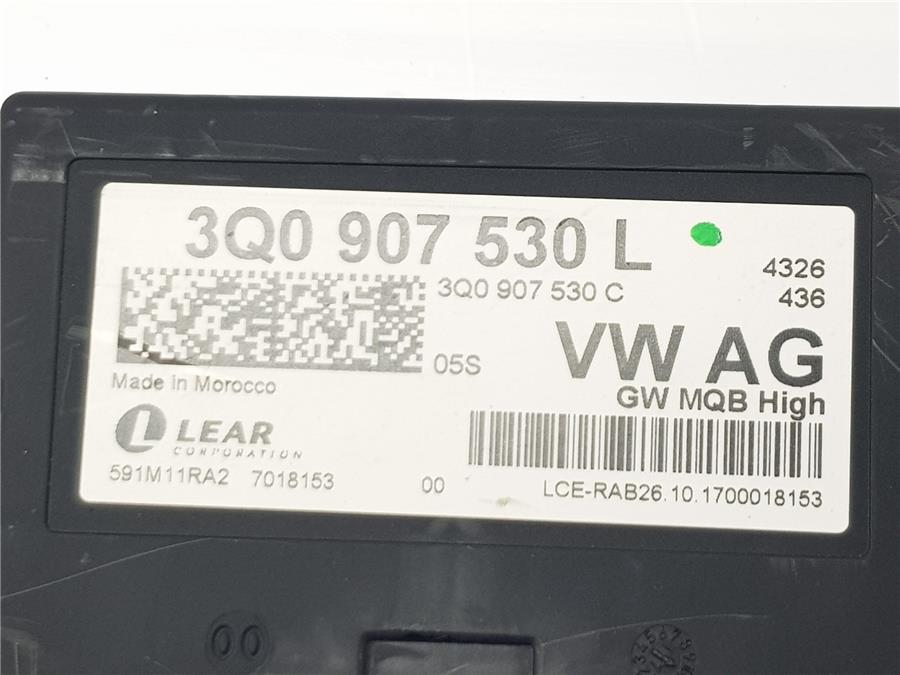 3Q0 907 530 L
4326
3Q0 907 530 C
436
VW AG
05S
GW MQB High
Made in Morocco
LEAR
CORPORATION
591M11RA2 7018153 00
LCE-RAB26.10.1700018153
00